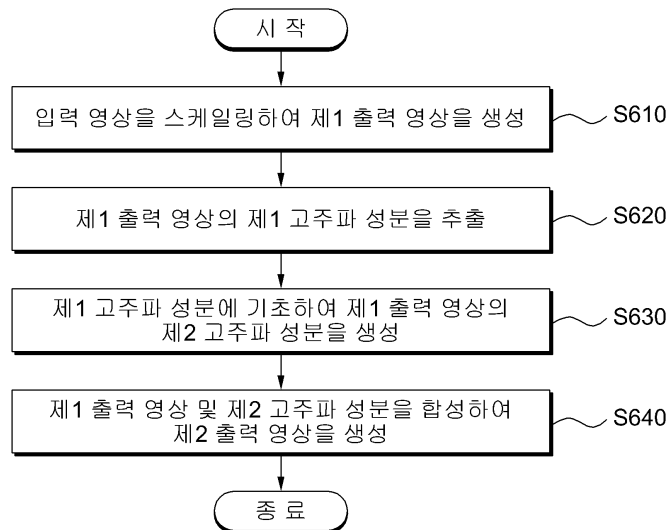 시 작
입력 영상을 스케일링하여 제1 출력 영상을 생성
S610
제1 출력 영상의 제1 고주파 성분을 추출
S620
제1 고주파 성분에 기초하여 제1 출력 영상의
제2 고주파 성분을 생성
S630
제1 출력 영상 및 제2 고주파 성분을 합성하여
제2 출력 영상을 생성
S640
종 료